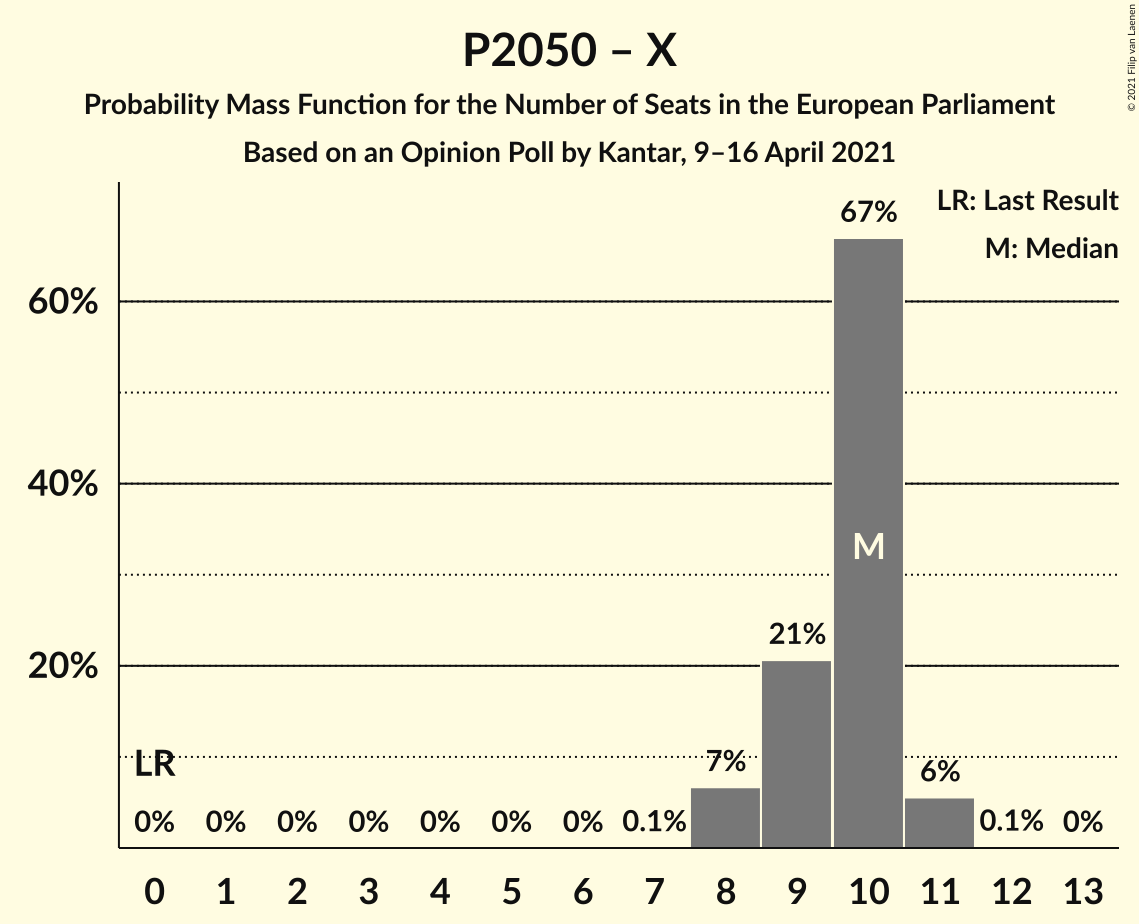 P2050 – X
Probability Mass Function for the Number of Seats in the European Parliament
Based on an Opinion Poll by Kantar, 9–16 April 2021
© 2021 Filip van Laenen
LR: Last Result
M: Median
67%
60%
40%
M
21%
20%
LR
7%
6%
0% 0% 0% 0% 0% 0% 0% 0.1% 0.1% 0%
0 1 2 3 4 5 6 7 8 9 10 11 12 13